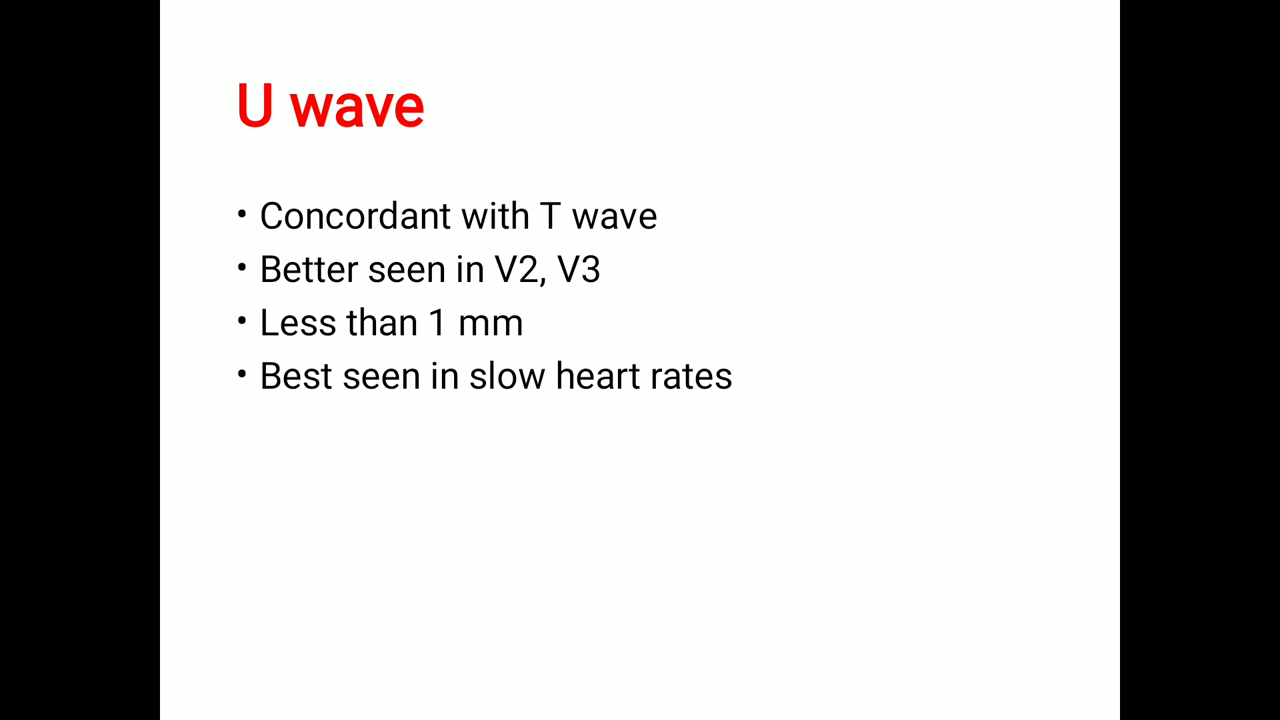 U wave
• Concordant with T wave
• Better seen in V2, V3
• Less than 1 mm
• Best seen in slow heart rates